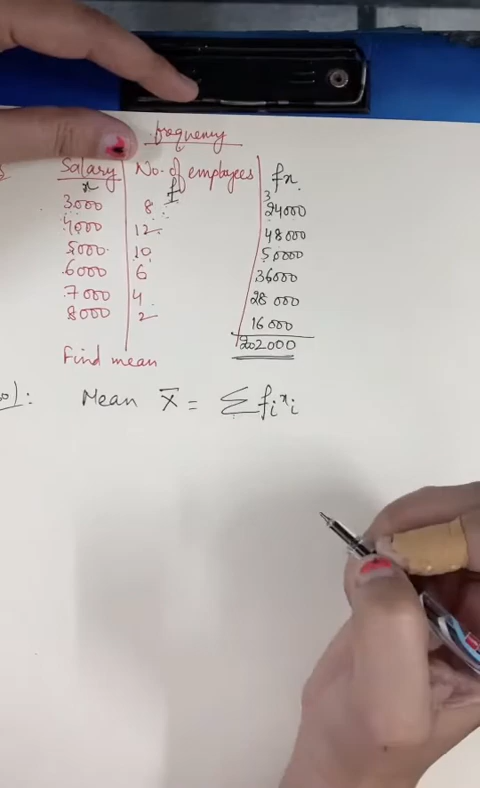 frequency
Salary No. of employees fx
x f
3000 8 24000
4000 12 48000
5000 10 50000
6000 6 36000
7000 4 28000
8000 2 16000
202000
Find mean
): Mean X̄ = Σ fixi